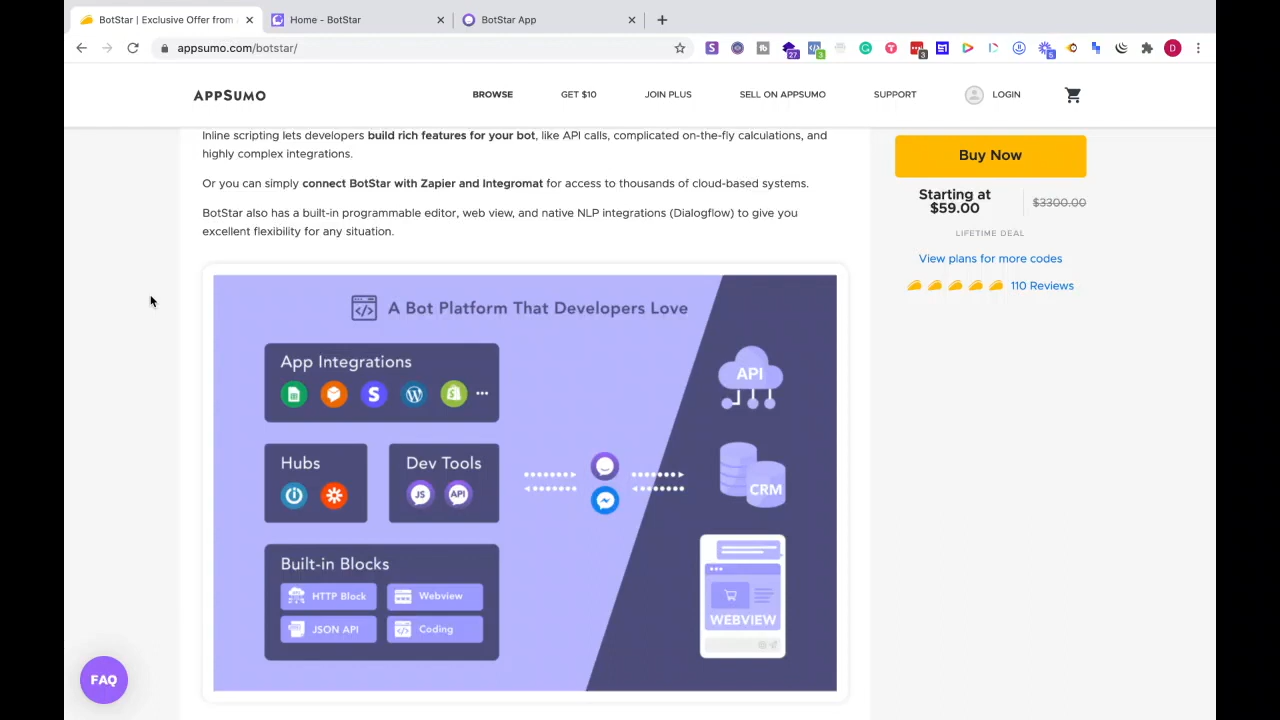 BotStar | Exclusive Offer from
Home - BotStar
BotStar App
appsumo.com/botstar/
27
3
3
5
D
APPSUMO
BROWSE
GET $10
JOIN PLUS
SELL ON APPSUMO
SUPPORT
LOGIN
Inline scripting lets developers build rich features for your bot, like API calls, complicated on-the-fly calculations, and
highly complex integrations.
Or you can simply connect BotStar with Zapier and Integromat for access to thousands of cloud-based systems.
BotStar also has a built-in programmable editor, web view, and native NLP integrations (Dialogflow) to give you
excellent flexibility for any situation.
Buy Now
Starting at
$59.00
$3300.00
LIFETIME DEAL
View plans for more codes
110 Reviews
A Bot Platform That Developers Love
App Integrations
S
...
Hubs
Dev Tools
JS
API
Built-in Blocks
HTTP Block
Webview
JSON API
Coding
API
CRM
WEBVIEW
FAQ